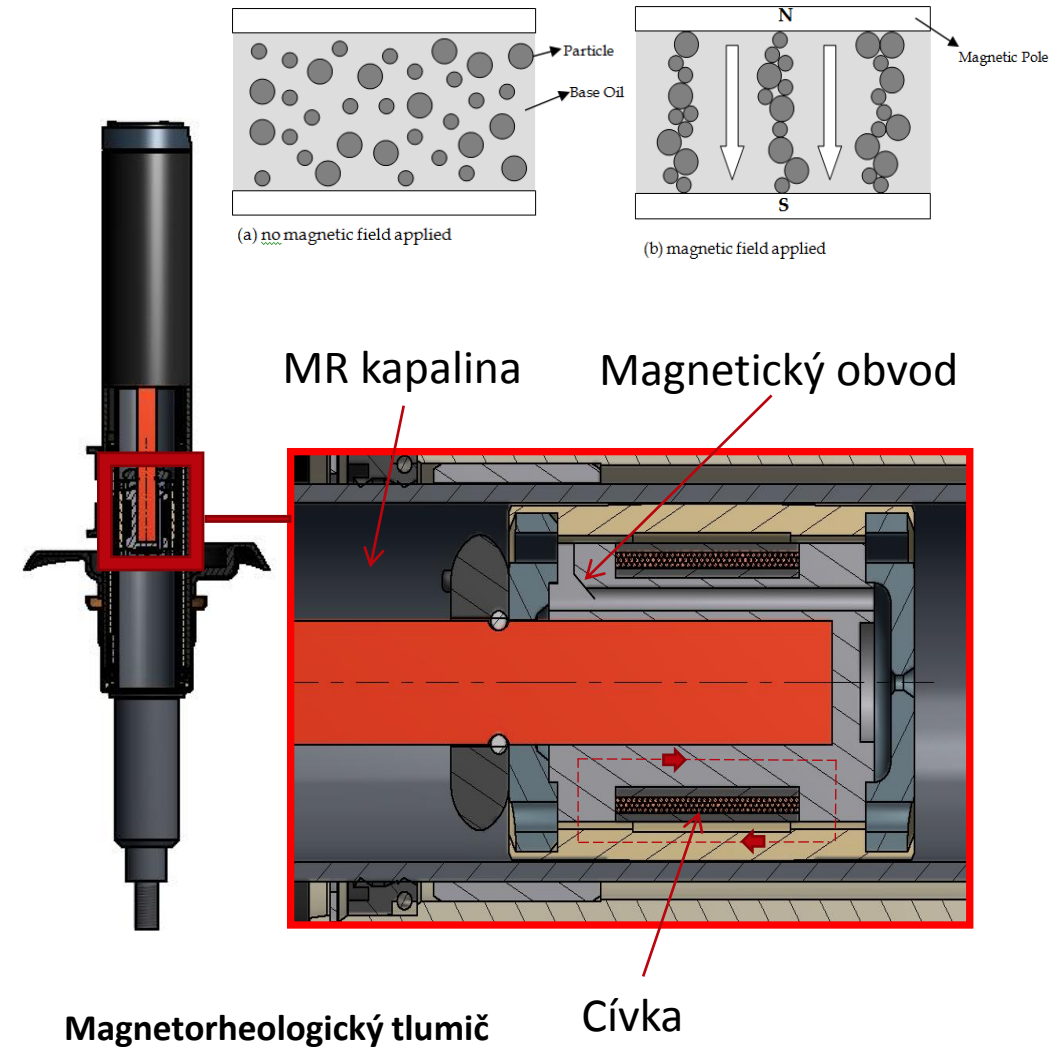 N
Particle
Magnetic Pole
Base Oil
S
(a) no magnetic field applied
(b) magnetic field applied
MR kapalina
Magnetický obvod
Cívka
Magnetorheologický tlumič